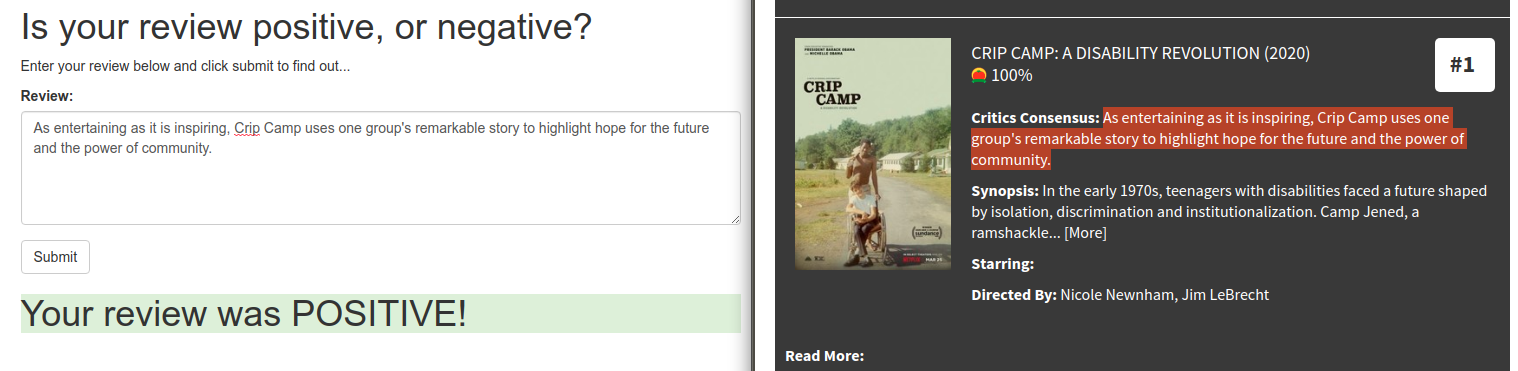 Is your review positive, or negative?
Enter your review below and click submit to find out...
Review:
As entertaining as it is inspiring, Crip Camp uses one group's remarkable story to highlight hope for the future
and the power of community.
Submit
Your review was POSITIVE!
PRESIDENT BARACK OBAMA
CRIP
CAMP
sundance
CRIP CAMP: A DISABILITY REVOLUTION (2020)
100%
#1
Critics Consensus: As entertaining as it is inspiring, Crip Camp uses one
group's remarkable story to highlight hope for the future and the power of
community.
Synopsis: In the early 1970s, teenagers with disabilities faced a future shaped
by isolation, discrimination and institutionalization. Camp Jened, a
ramshackle... [More]
Starring:
Directed By: Nicole Newnham, Jim LeBrecht
Read More: